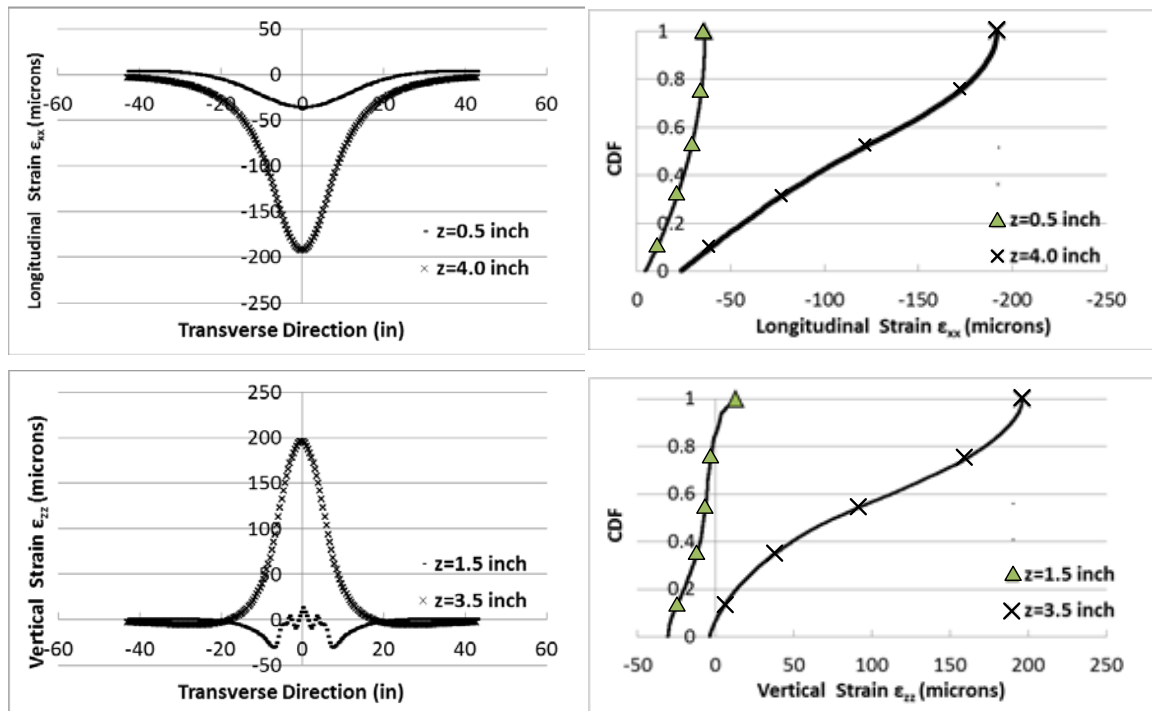 50
0
-60 -40 -20 0 20 40 60
-50
-100
-150
-200
-250
Longitudinal Strain εxx (microns)
- z=0.5 inch
× z=4.0 inch
Transverse Direction (in)
1
0.8
0.6
0.4
0.2
0
CDF
z=0.5 inch
z=4.0 inch
0 -50 -100 -150 -200 -250
Longitudinal Strain εxx (microns)
250
200
150
100
50
0
-60 -40 -20 0 20 40 60
-50
Vertical Strain εzz (microns)
- z=1.5 inch
× z=3.5 inch
Transverse Direction (in)
1
0.8
0.6
0.4
0.2
0
CDF
z=1.5 inch
z=3.5 inch
-50 0 50 100 150 200 250
Vertical Strain εzz (microns)